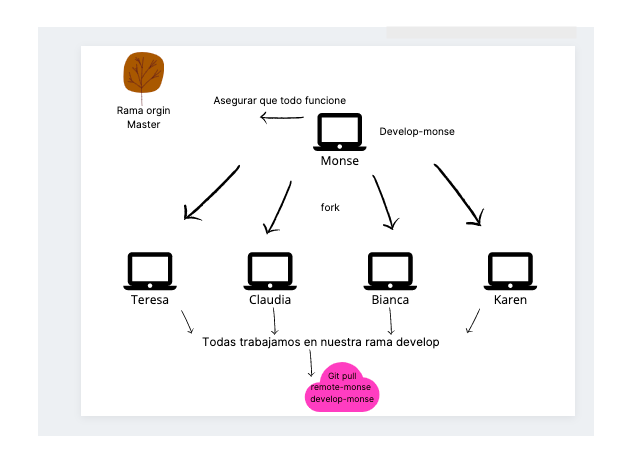 Rama orgin
Master
Asegurar que todo funcione
Develop-monse
Monse
fork
Teresa
Claudia
Bianca
Karen
Todas trabajamos en nuestra rama develop
Git pull
remote-monse
develop-monse